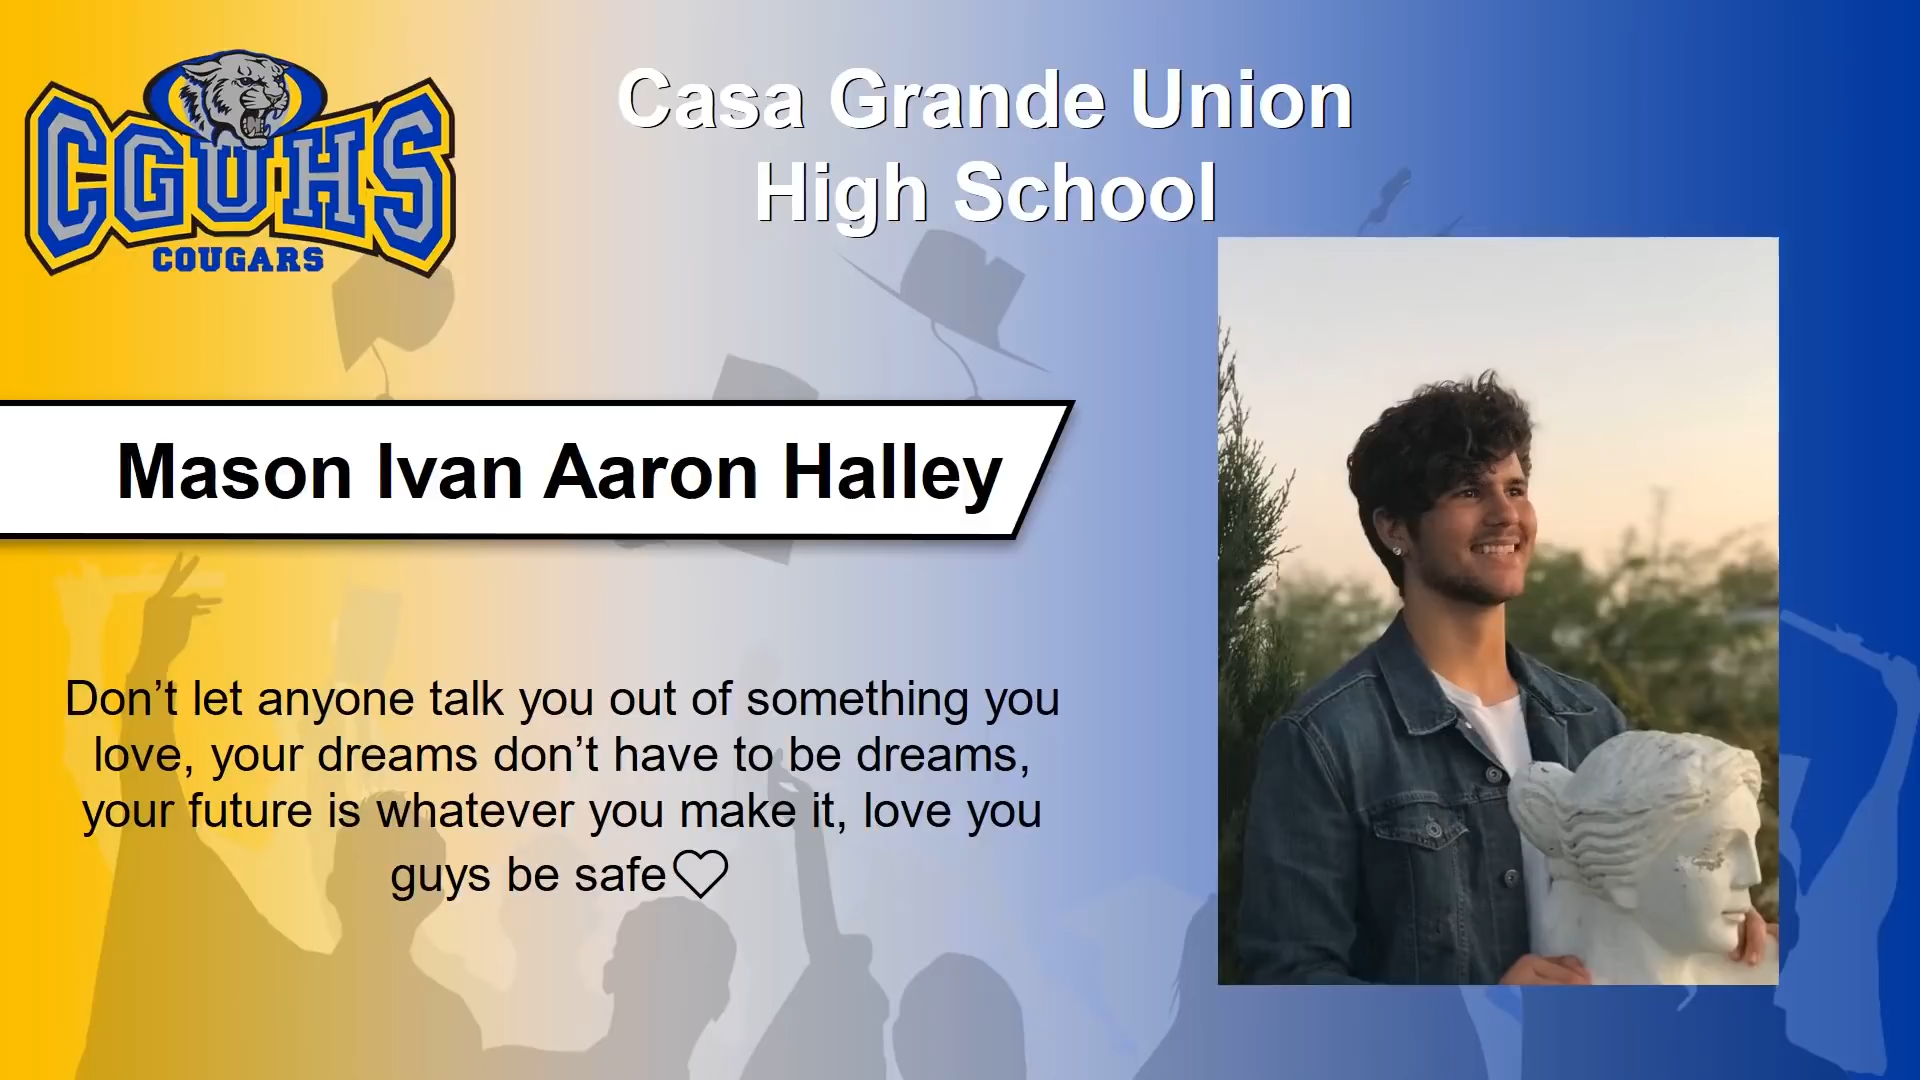 CGUHS
COUGARS
Casa Grande Union
High School
Mason Ivan Aaron Halley
Don’t let anyone talk you out of something you
love, your dreams don’t have to be dreams,
your future is whatever you make it, love you
guys be safe♡